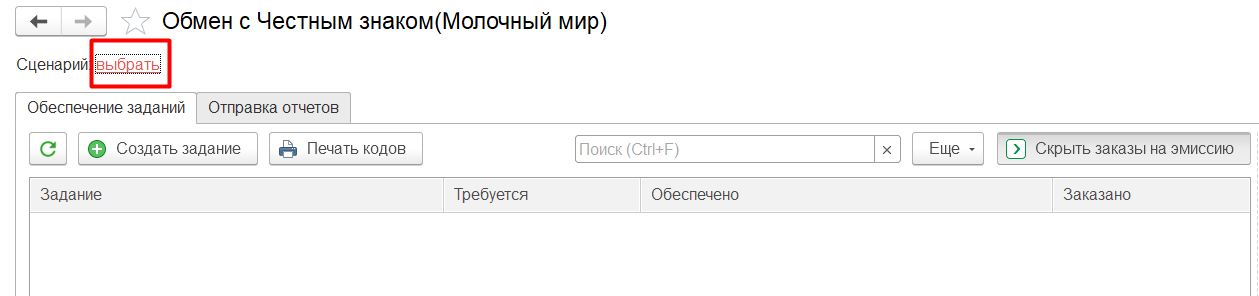 Обмен с Честным знаком(Молочный мир)
Сценарий выбрать
Обеспечение заданий Отправка отчетов
Создать задание Печать кодов Поиск (Ctrl+F) × Еще Скрыть заказы на эмиссию
Задание Требуется Обеспечено Заказано